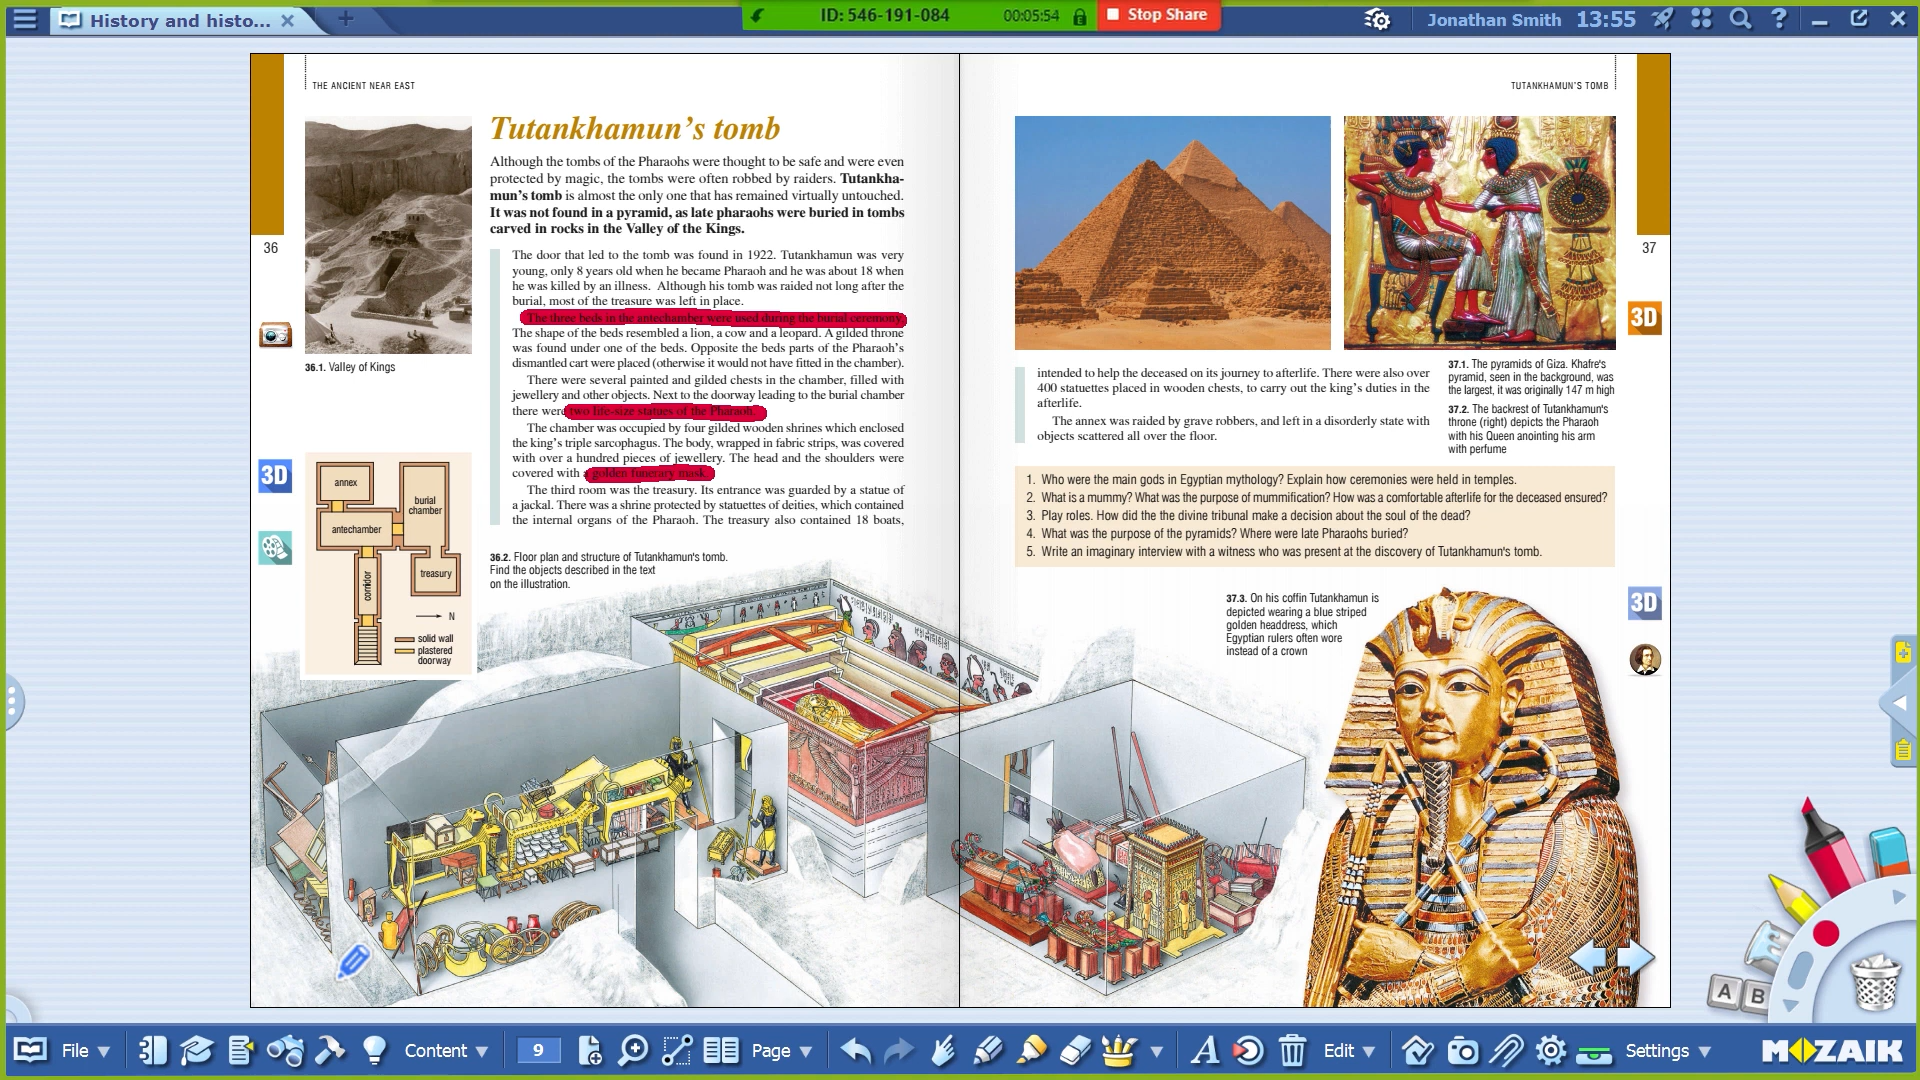 History and histo...
ID: 546-191-084
00:05:54
Stop Share
Jonathan Smith
13:55
THE ANCIENT NEAR EAST
Tutankhamun's tomb
Although the tombs of the Pharaohs were thought to be safe and were even
protected by magic, the tombs were often robbed by raiders. Tutankha-
mun's tomb is almost the only one that has remained virtually untouched.
It was not found in a pyramid, as late pharaohs were buried in tombs
carved in rocks in the Valley of the Kings.
36
The door that led to the tomb was found in 1922. Tutankhamun was very
young, only 8 years old when he became Pharaoh and he was about 18 when
he was killed by an illness. Although his tomb was raided not long after the
burial, most of the treasure was left in place.
The three beds in the antechamber were used during the burial ceremony.
The shape of the beds resembled a lion, a cow and a leopard. A gilded throne
was found under one of the beds. Opposite the beds parts of the Pharaoh's
dismantled cart were placed (otherwise it would not have fitted in the chamber).
There were several painted and gilded chests in the chamber, filled with
jewellery and other objects. Next to the doorway leading to the burial chamber
there were two life-size statues of the Pharaoh.
The chamber was occupied by four gilded wooden shrines which enclosed
the king's triple sarcophagus. The body, wrapped in fabric strips, was covered
with over a hundred pieces of jewellery. The head and the shoulders were
covered with a golden funerary mask.
The third room was the treasury. Its entrance was guarded by a statue of
a jackal. There was a shrine protected by statuettes of deities, which contained
the internal organs of the Pharaoh. The treasury also contained 18 boats,
36.1. Valley of Kings
3D
annex
burial
chamber
antechamber
treasury
corridor
N
solid wall
plastered
doorway
36.2. Floor plan and structure of Tutankhamun's tomb.
Find the objects described in the text
on the illustration.
TUTANKHAMUN'S TOMB
37
3D
intended to help the deceased on its journey to afterlife. There were also over
400 statuettes placed in wooden chests, to carry out the king's duties in the
afterlife.
The annex was raided by grave robbers, and left in a disorderly state with
objects scattered all over the floor.
37.1. The pyramids of Giza. Khafre's
pyramid, seen in the background, was
the largest, it was originally 147 m high
37.2. The backrest of Tutankhamun's
throne (right) depicts the Pharaoh
with his Queen anointing his arm
with perfume
1. Who were the main gods in Egyptian mythology? Explain how ceremonies were held in temples.
2. What is a mummy? What was the purpose of mummification? How was a comfortable afterlife for the deceased ensured?
3. Play roles. How did the the divine tribunal make a decision about the soul of the dead?
4. What was the purpose of the pyramids? Where were late Pharaohs buried?
5. Write an imaginary interview with a witness who was present at the discovery of Tutankhamun's tomb.
37.3. On his coffin Tutankhamun is
depicted wearing a blue striped
golden headdress, which
Egyptian rulers often wore
instead of a crown
3D
A B
File
Content
9
Page
A
Edit
Settings
MOZAIK